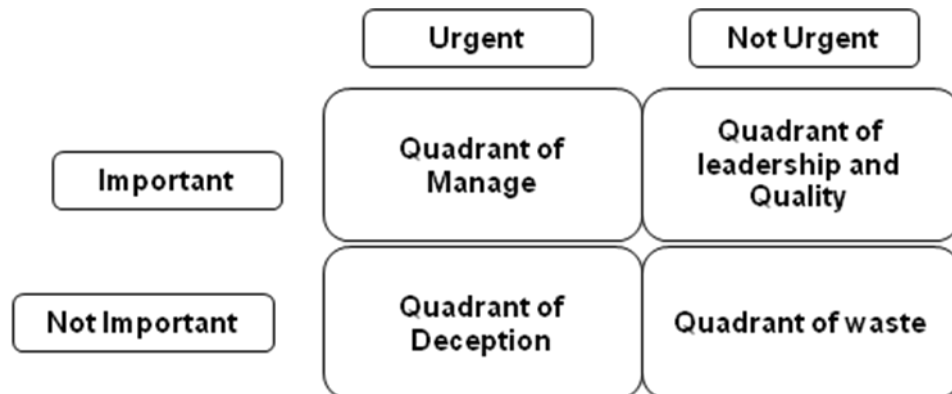 Urgent
Not Urgent
Important
Quadrant of
Manage
Quadrant of
leadership and
Quality
Not Important
Quadrant of
Deception
Quadrant of waste